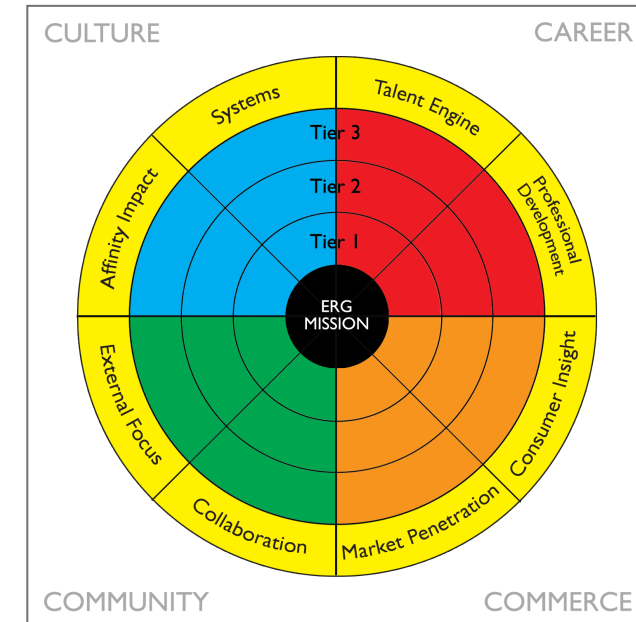 CULTURE
CAREER
Systems
Talent Engine
Affinity Impact
Professional
Development
Tier 3
Tier 2
Tier 1
ERG
MISSION
External Focus
Consumer Insight
Collaboration
Market Penetration
COMMUNITY
COMMERCE